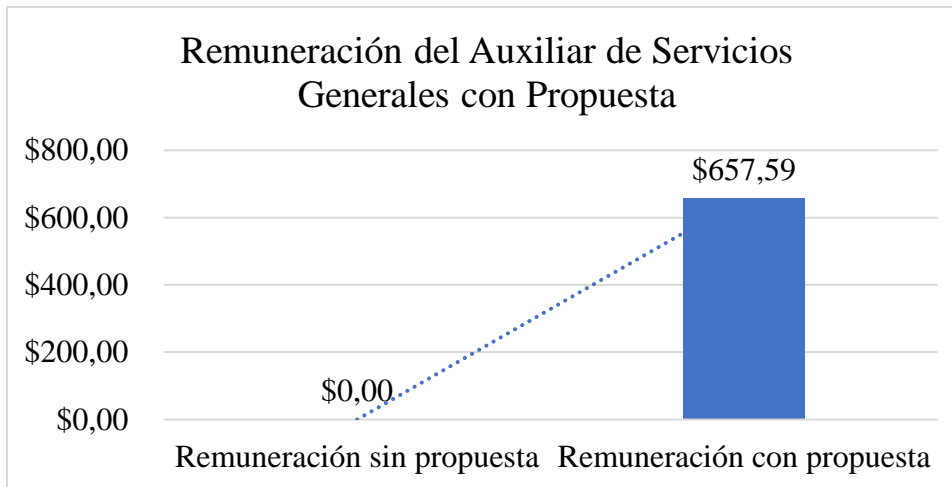 Remuneración del Auxiliar de Servicios
Generales con Propuesta
$800,00
$657,59
$600,00
$400,00
$200,00
$0,00
$0,00
Remuneración sin propuesta Remuneración con propuesta